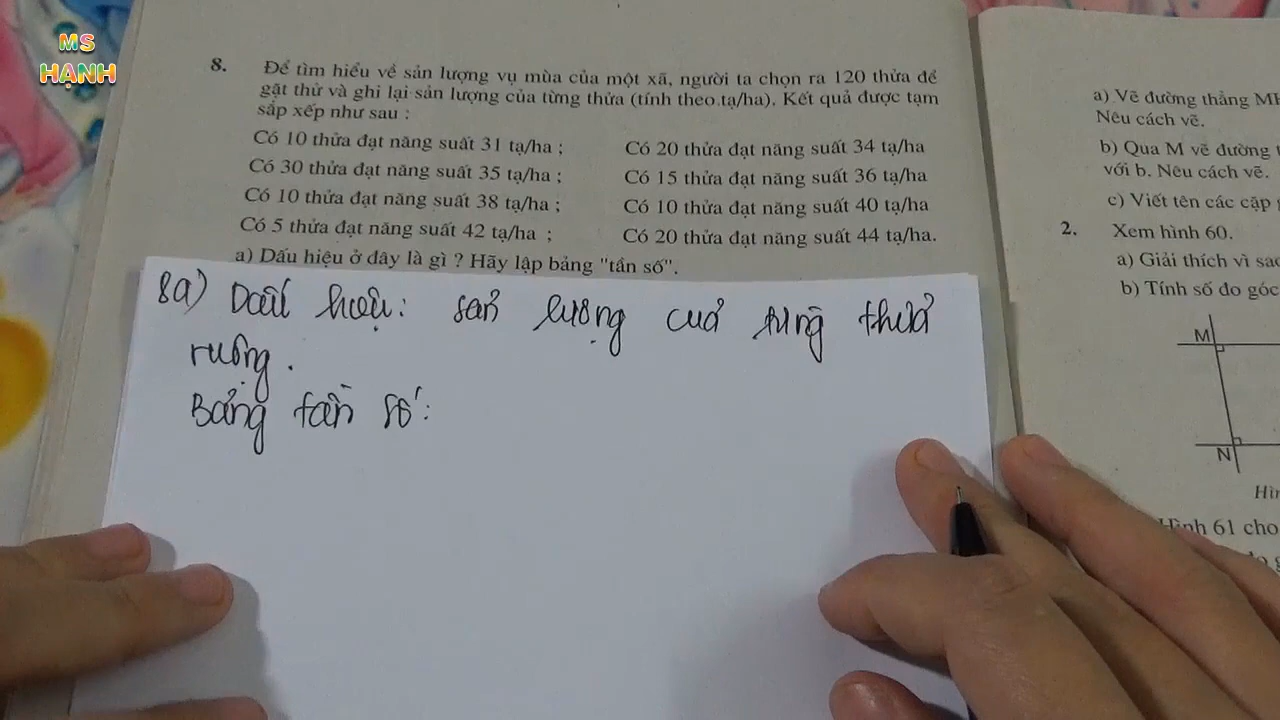 MS
HẠNH
8. Để tìm hiểu về sản lượng vụ mùa của một xã, người ta chọn ra 120 thửa để
gặt thử và ghi lại sản lượng của từng thửa (tính theo tạ/ha). Kết quả được tạm
sắp xếp như sau :
Có 10 thửa đạt năng suất 31 tạ/ha ; Có 20 thửa đạt năng suất 34 tạ/ha
Có 30 thửa đạt năng suất 35 tạ/ha ; Có 15 thửa đạt năng suất 36 tạ/ha
Có 10 thửa đạt năng suất 38 tạ/ha ; Có 10 thửa đạt năng suất 40 tạ/ha
Có 5 thửa đạt năng suất 42 tạ/ha ; Có 20 thửa đạt năng suất 44 tạ/ha.
a) Dấu hiệu ở đây là gì ? Hãy lập bảng "tần số".
8a) Dấu hiệu: sản lượng của từng thửa
ruộng.
Bảng tần số:
a) Vẽ đường thẳng
Nêu cách vẽ.
b) Qua M vẽ đường
với b. Nêu cách vẽ.
c) Viết tên các cặp
2. Xem hình 60.
a) Giải thích vì
b) Tính số đo góc
M
N
Hình 61 cho